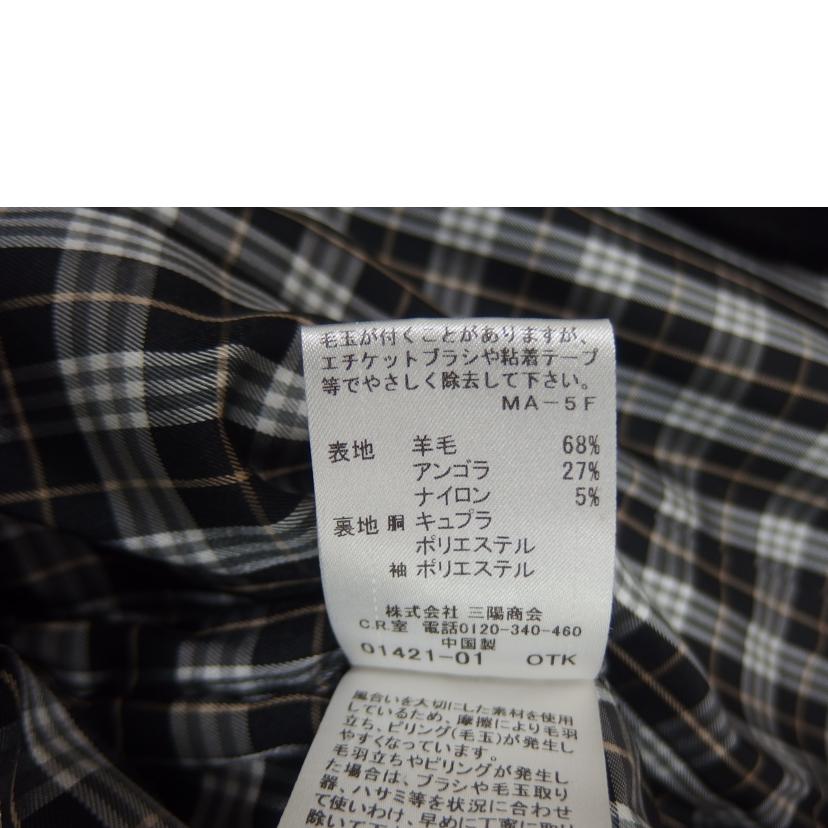 毛玉が付くことがありますが、
エチケットブラシや粘着テープ
等でやさしく除去して下さい。
MA-5F
表地 羊毛 68%
アンゴラ 27%
ナイロン 5%
裏地 胴 キュプラ
ポリエステル
袖 ポリエステル
株式会社 三陽商会
C.R.室 電話0120-340-460
中国製
01421-01 OTK
風合いを大切にした素材を使用
しているため、摩擦により毛羽
立ち、ピリング(毛玉)が発生し
やすくなっています。
毛羽立ちやピリングが発生し
た場合は、ブラシや毛玉取り
器、ハサミ等を状況に合わせ
て使いわけ、早めに丁寧に取り